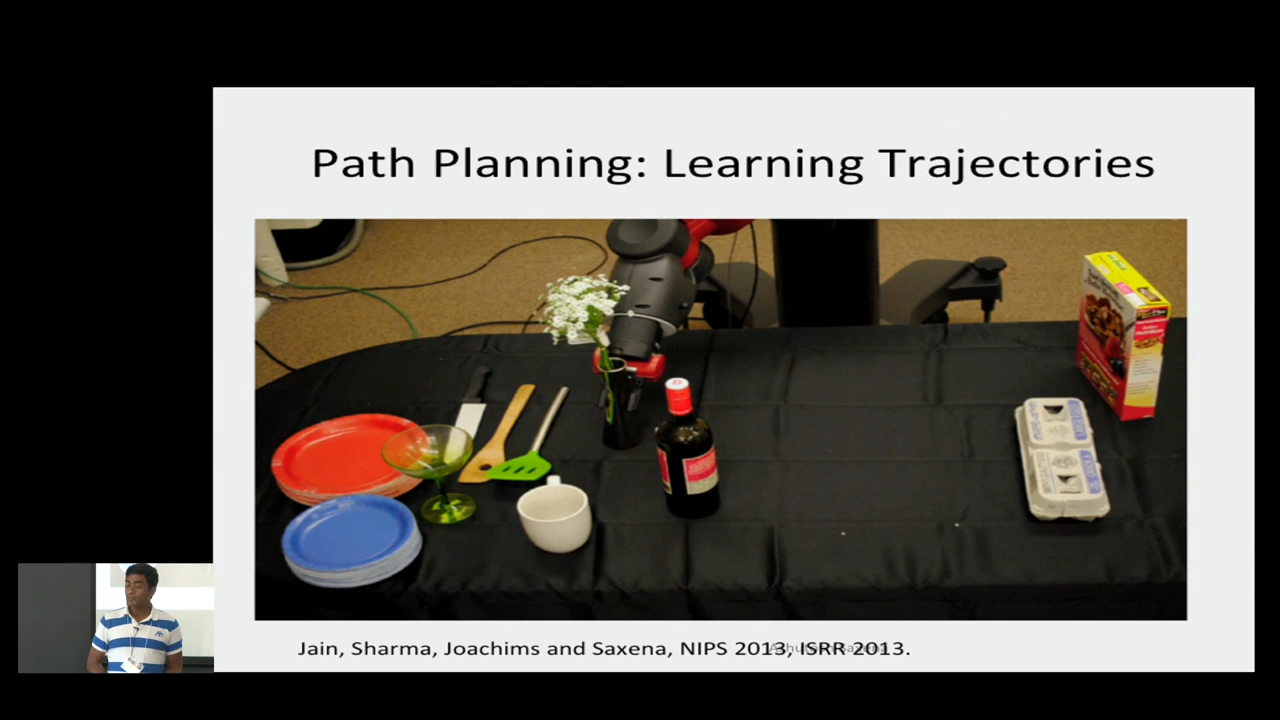 Path Planning: Learning Trajectories
Jain, Sharma, Joachims and Saxena, NIPS 2013, ISRR 2013.